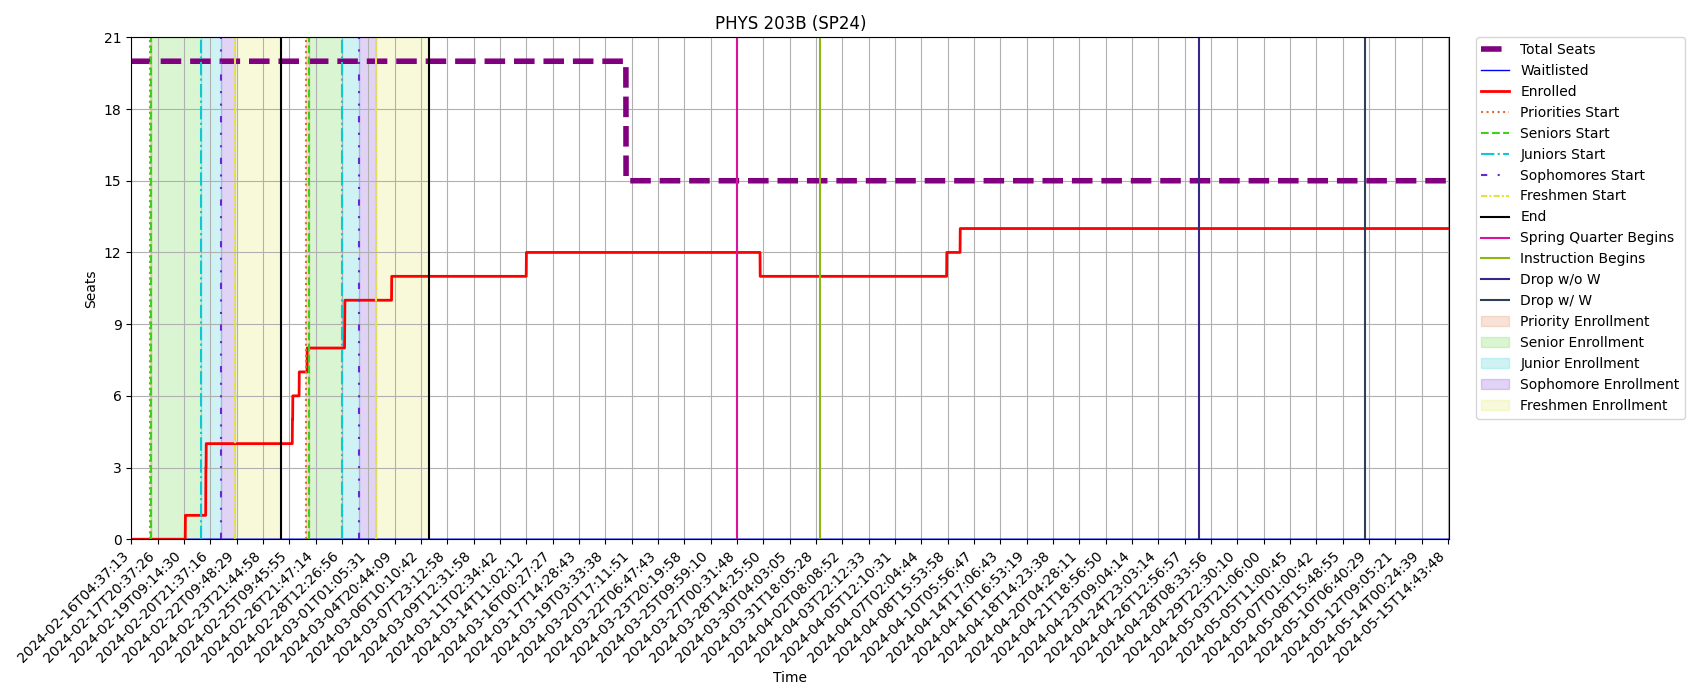 PHYS 203B (SP24)
21
18
15
12
9
6
3
0
Seats
2024-02-16T04:37:13
2024-02-17T20:37:26
2024-02-19T09:14:30
2024-02-20T21:37:16
2024-02-22T09:48:29
2024-02-23T21:44:58
2024-02-25T09:45:55
2024-02-26T21:47:14
2024-02-28T12:26:56
2024-03-01T01:05:31
2024-03-04T20:44:09
2024-03-06T10:10:42
2024-03-07T23:12:58
2024-03-09T12:31:58
2024-03-11T02:34:42
2024-03-14T11:02:12
2024-03-16T00:27:27
2024-03-17T14:28:43
2024-03-19T03:33:38
2024-03-20T17:11:51
2024-03-22T06:47:43
2024-03-23T20:19:58
2024-03-25T09:59:10
2024-03-27T00:31:48
2024-03-28T14:25:50
2024-03-30T04:03:05
2024-03-31T18:05:28
2024-04-02T08:08:52
2024-04-03T22:12:33
2024-04-05T12:10:31
2024-04-07T02:04:44
2024-04-08T15:53:58
2024-04-10T05:56:47
2024-04-14T17:06:43
2024-04-16T16:53:19
2024-04-18T14:23:38
2024-04-20T04:28:11
2024-04-21T18:56:50
2024-04-23T09:04:14
2024-04-24T23:03:14
2024-04-26T12:56:57
2024-04-28T08:33:56
2024-04-29T22:30:10
2024-05-03T21:06:00
2024-05-05T11:00:45
2024-05-07T01:00:42
2024-05-08T15:48:55
2024-05-10T06:40:29
2024-05-12T09:05:21
2024-05-14T00:24:39
2024-05-15T14:43:48
Time
Total Seats
Waitlisted
Enrolled
Priorities Start
Seniors Start
Juniors Start
Sophomores Start
Freshmen Start
End
Spring Quarter Begins
Instruction Begins
Drop w/o W
Drop w/ W
Priority Enrollment
Senior Enrollment
Junior Enrollment
Sophomore Enrollment
Freshmen Enrollment